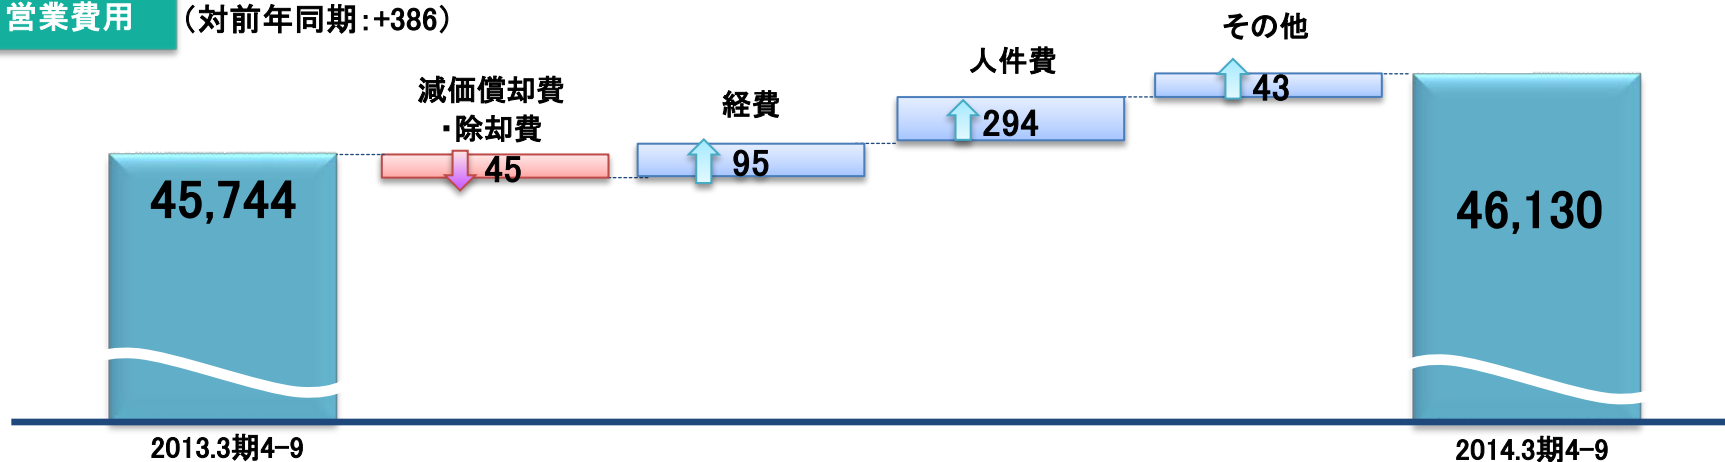 営業費用 （対前年同期：+386）
その他
人件費
減価償却費
・除却費
経費
43
294
45
95
45,744
46,130
2013.3期4-9
2014.3期4-9